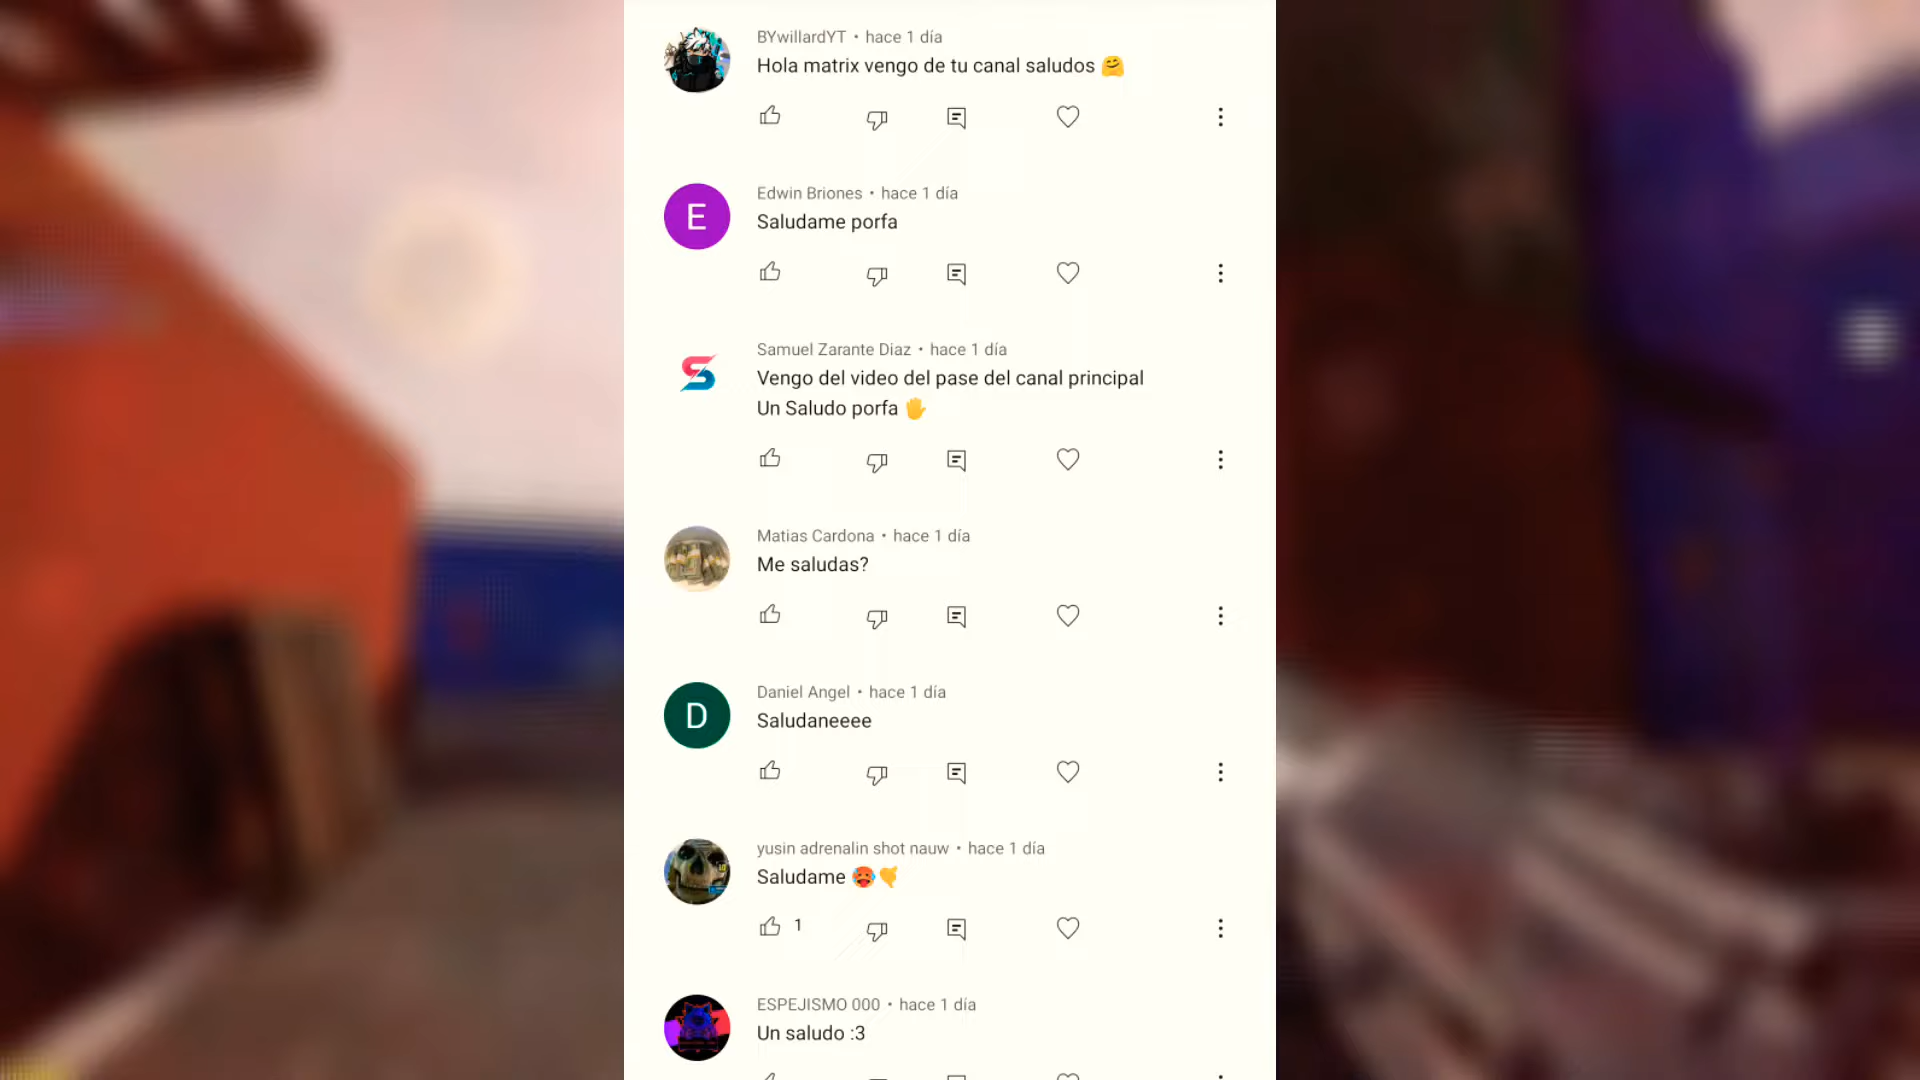 BYwillardYT • hace 1 día
Hola matrix vengo de tu canal saludos 🤗
E
Edwin Briones • hace 1 día
Saludame porfa
S
Samuel Zarante Diaz • hace 1 día
Vengo del video del pase del canal principal
Un Saludo porfa 🤚
Matias Cardona • hace 1 día
Me saludas?
D
Daniel Angel • hace 1 día
Saludaneeee
yusin adrenalin shot nauw • hace 1 día
Saludame 🥵🤙
1
ESPEJISMO 000 • hace 1 día
Un saludo :3